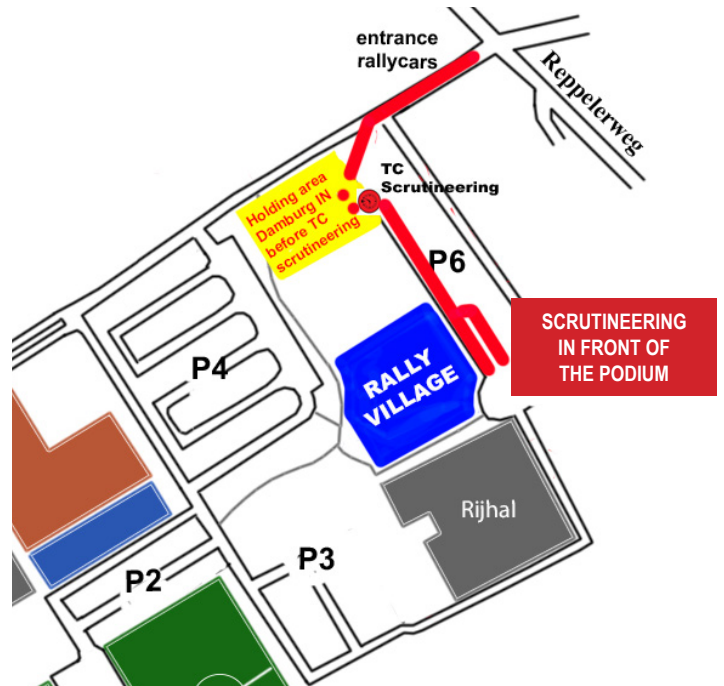 entrance
rallycars
Reppelerweg
TC
Scrutineering
Holding area
Damburg IN
before TC
scrutineering
P6
SCRUTINEERING
IN FRONT OF
THE PODIUM
P4
RALLY
VILLAGE
Rijhal
P3
P2